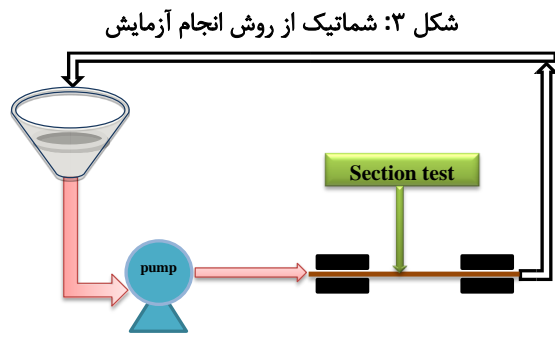 شکل ۳: شماتیک از روش انجام آزمایش
Section test
pump